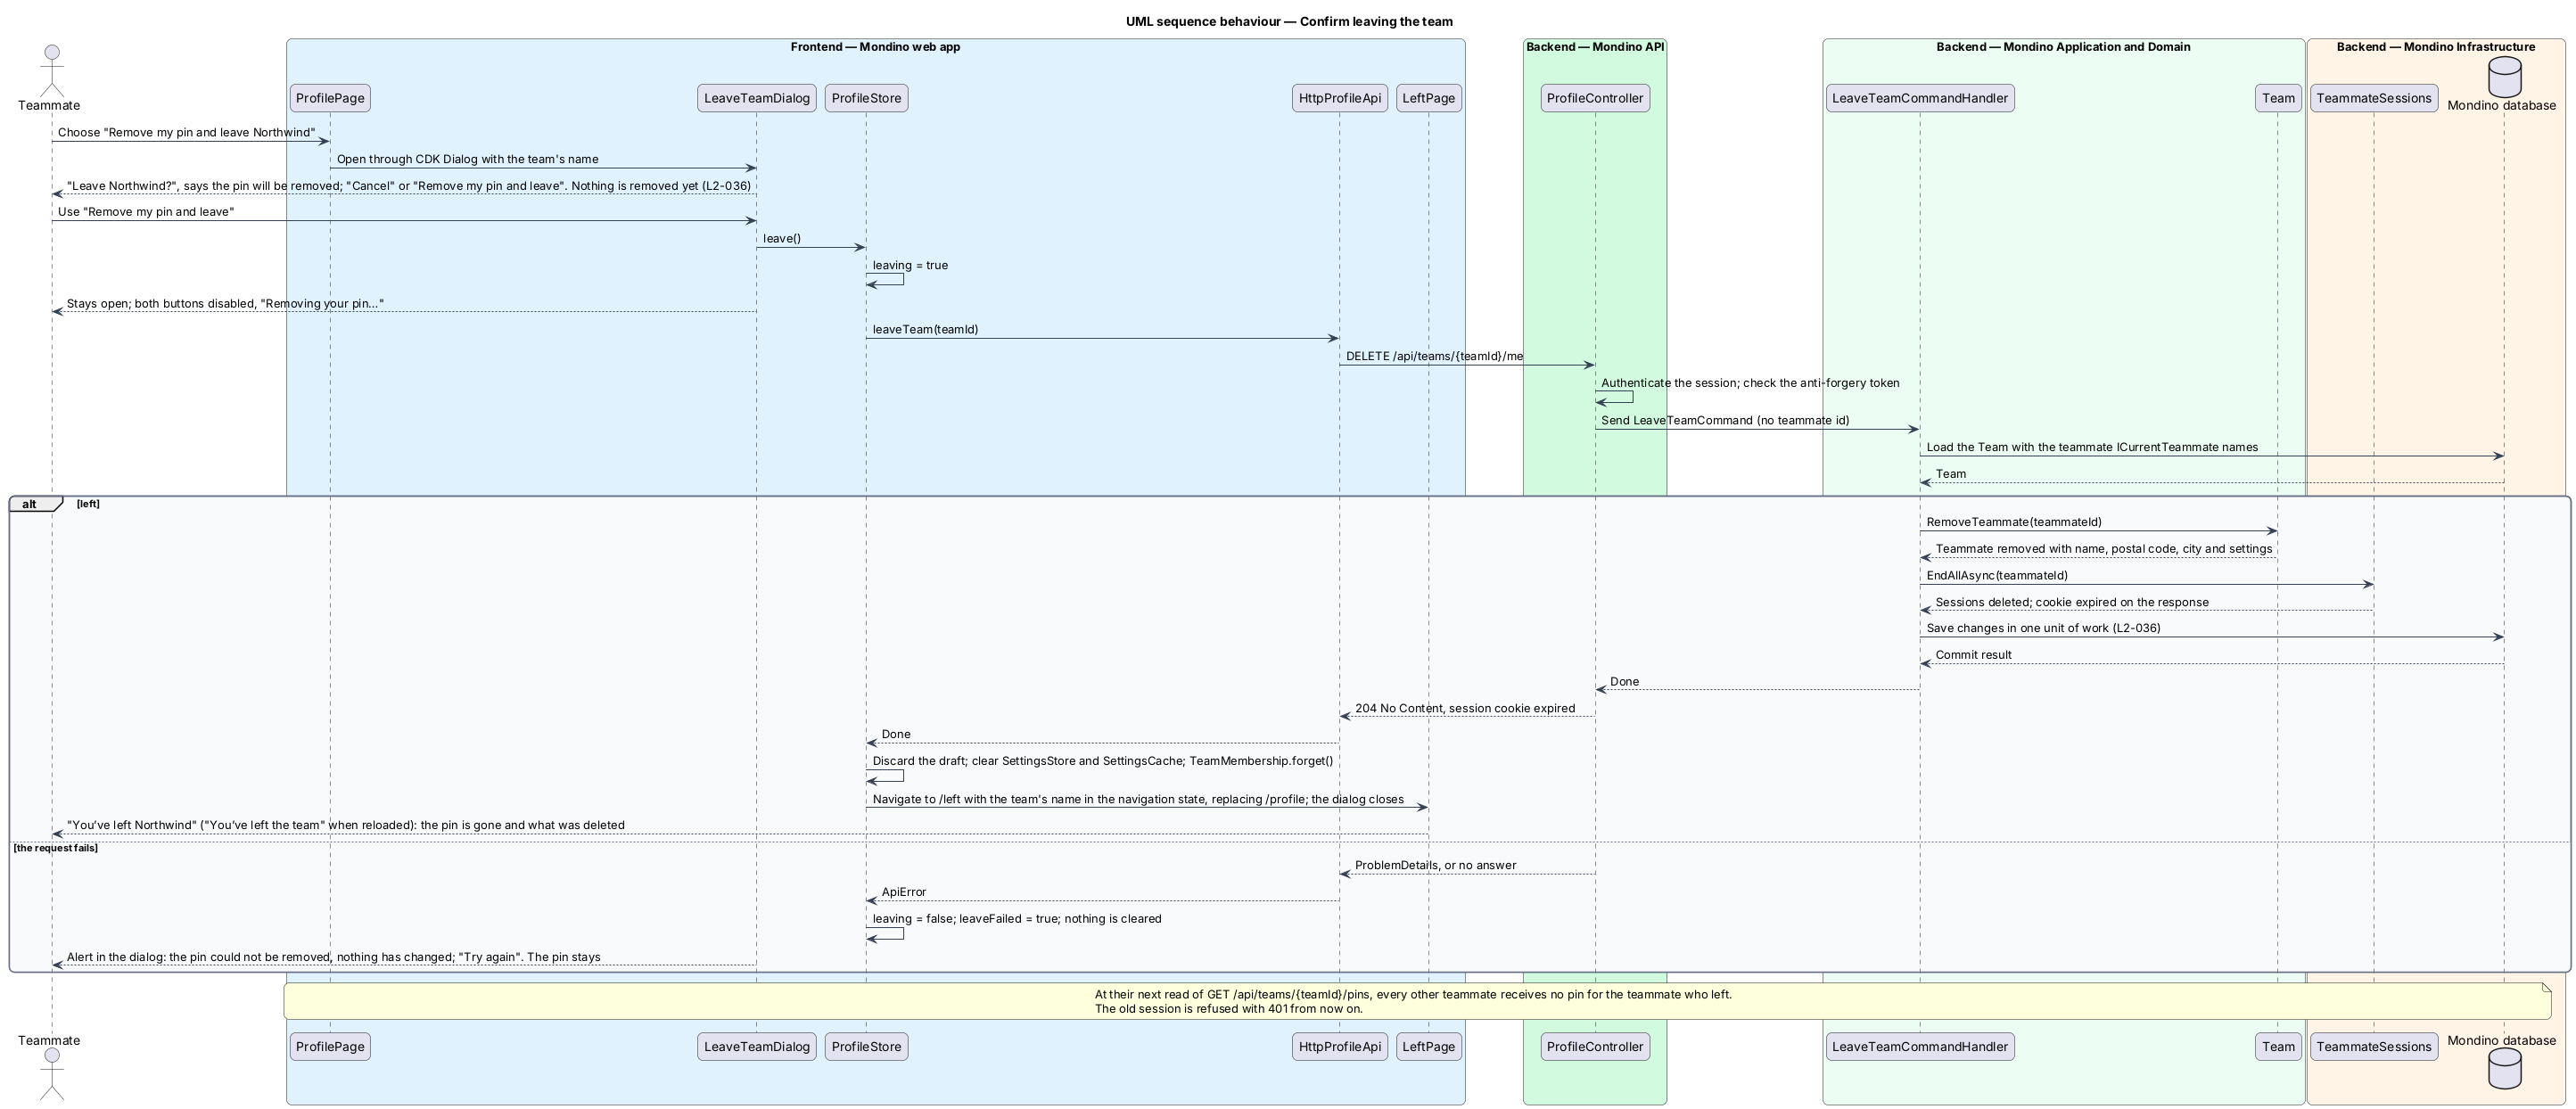 UML sequence behaviour — Confirm leaving the team
Frontend — Mondino web app
Backend — Mondino API
Backend — Mondino Application and Domain
Backend — Mondino Infrastructure
Teammate
ProfilePage
LeaveTeamDialog
ProfileStore
HttpProfileApi
LeftPage
ProfileController
LeaveTeamCommandHandler
Team
TeammateSessions
Mondino database
Choose "Remove my pin and leave Northwind"
Open through CDK Dialog with the team's name
"Leave Northwind?", says the pin will be removed; "Cancel" or "Remove my pin and leave". Nothing is removed yet (L2-036)
Use "Remove my pin and leave"
leave()
leaving = true
Stays open; both buttons disabled, "Removing your pin…"
leaveTeam(teamId)
DELETE /api/teams/{teamId}/me
Authenticate the session; check the anti-forgery token
Send LeaveTeamCommand (no teammate id)
Load the Team with the teammate ICurrentTeammate names
Team
alt [left]
RemoveTeammate(teammateId)
Teammate removed with name, postal code, city and settings
EndAllAsync(teammateId)
Sessions deleted; cookie expired on the response
Save changes in one unit of work (L2-036)
Commit result
Done
204 No Content, session cookie expired
Done
Discard the draft; clear SettingsStore and SettingsCache; TeamMembership.forget()
Navigate to /left with the team's name in the navigation state, replacing /profile; the dialog closes
"You’ve left Northwind" ("You’ve left the team" when reloaded): the pin is gone and what was deleted
[the request fails]
ProblemDetails, or no answer
ApiError
leaving = false; leaveFailed = true; nothing is cleared
Alert in the dialog: the pin could not be removed, nothing has changed; "Try again". The pin stays
At their next read of GET /api/teams/{teamId}/pins, every other teammate receives no pin for the teammate who left.
The old session is refused with 401 from now on.
Teammate
ProfilePage
LeaveTeamDialog
ProfileStore
HttpProfileApi
LeftPage
ProfileController
LeaveTeamCommandHandler
Team
TeammateSessions
Mondino database